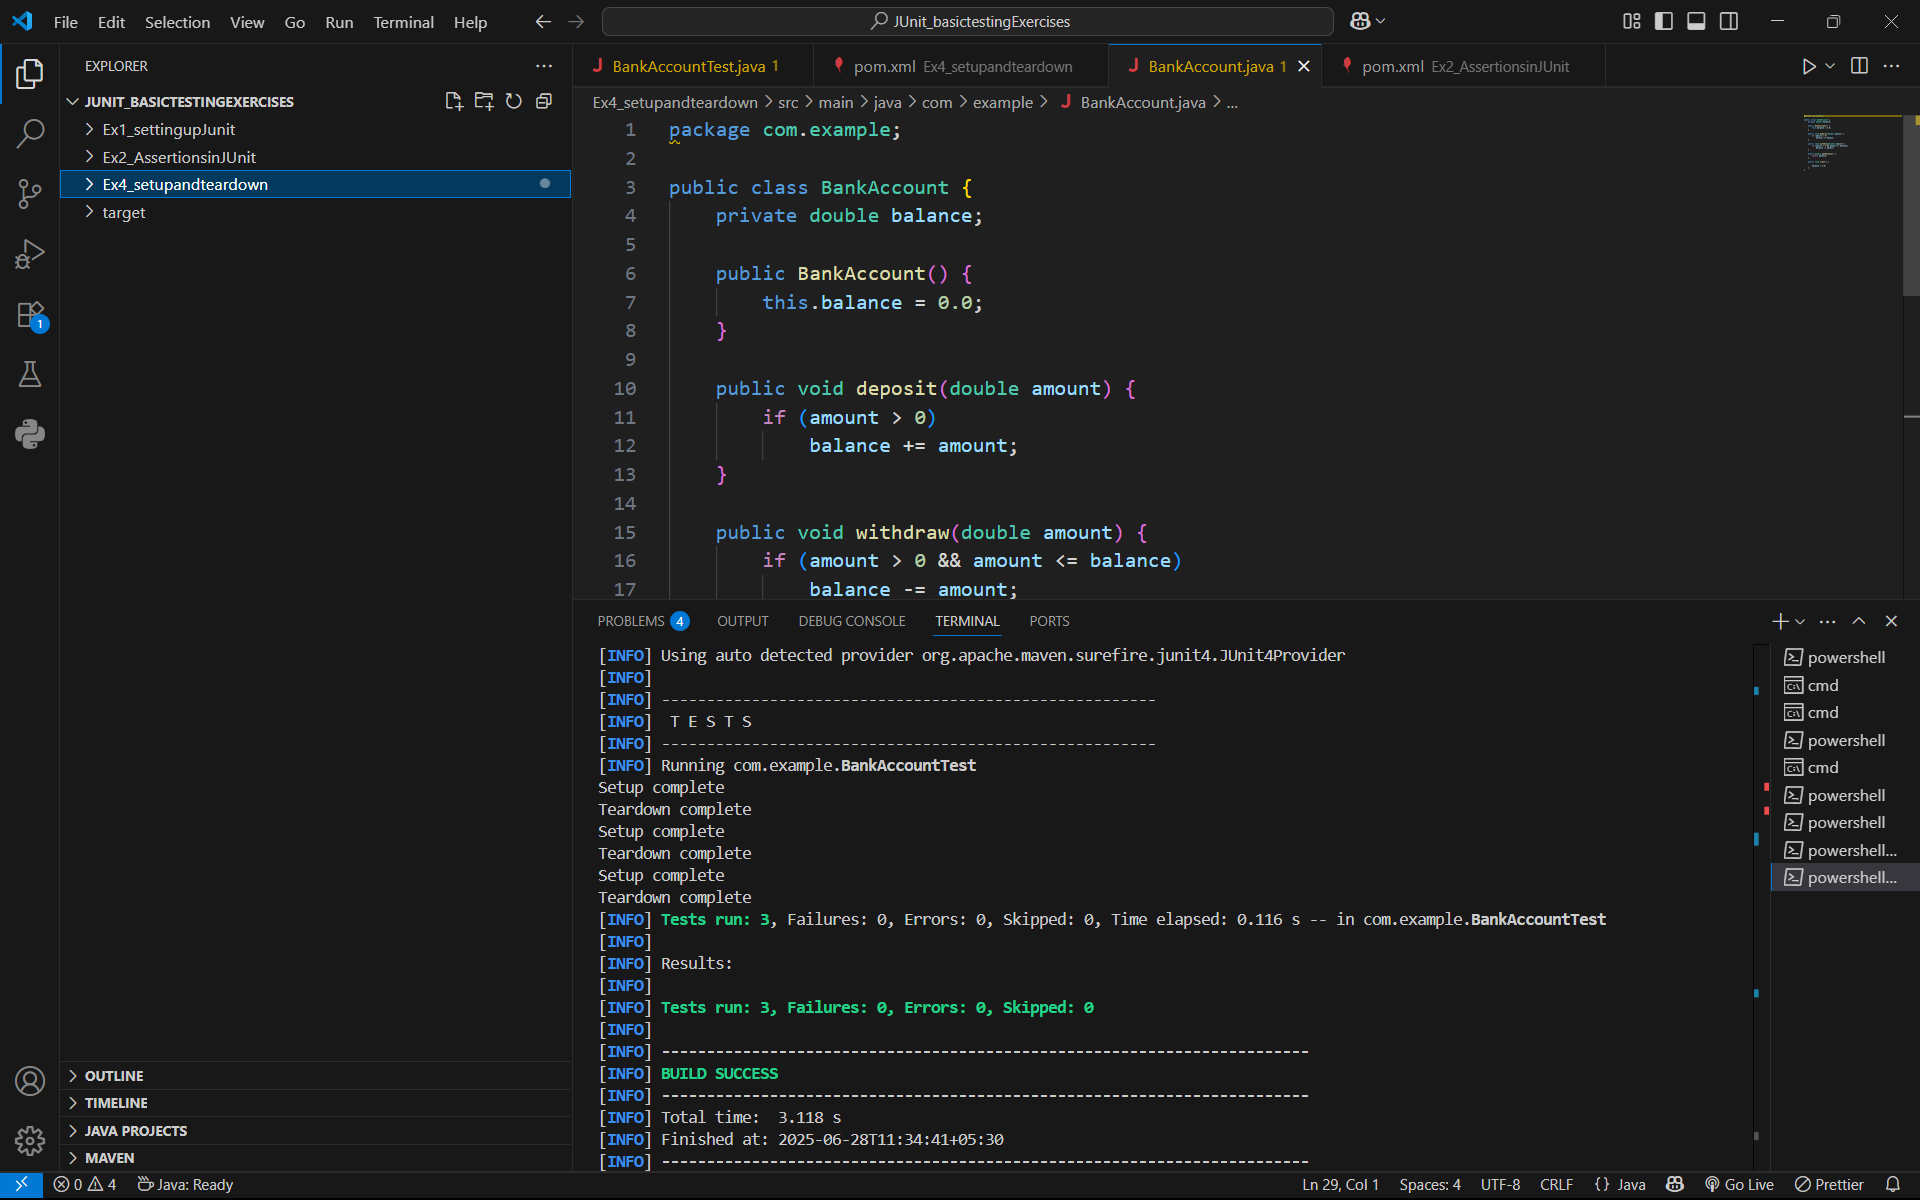 File Edit Selection View Go Run Terminal Help
JUnit_basictestingExercises
EXPLORER
JUNIT_BASICTESTINGEXERCISES
Ex1_settingupJunit
Ex2_AssertionsinJUnit
Ex4_setupandteardown
target
1
OUTLINE
TIMELINE
JAVA PROJECTS
MAVEN
BankAccountTest.java 1
pom.xml Ex4_setupandteardown
BankAccount.java 1
pom.xml Ex2_AssertionsinJUnit
Ex4_setupandteardown > src > main > java > com > example > BankAccount.java > ...
1 package com.example;
2
3 public class BankAccount {
4 private double balance;
5
6 public BankAccount() {
7 this.balance = 0.0;
8 }
9
10 public void deposit(double amount) {
11 if (amount > 0)
12 balance += amount;
13 }
14
15 public void withdraw(double amount) {
16 if (amount > 0 && amount <= balance)
17 balance -= amount;
PROBLEMS 4 OUTPUT DEBUG CONSOLE TERMINAL PORTS
[INFO] Using auto detected provider org.apache.maven.surefire.junit4.JUnit4Provider
[INFO]
[INFO] -------------------------------------------------------
[INFO] T E S T S
[INFO] -------------------------------------------------------
[INFO] Running com.example.BankAccountTest
Setup complete
Teardown complete
Setup complete
Teardown complete
Setup complete
Teardown complete
[INFO] Tests run: 3, Failures: 0, Errors: 0, Skipped: 0, Time elapsed: 0.116 s -- in com.example.BankAccountTest
[INFO]
[INFO] Results:
[INFO]
[INFO] Tests run: 3, Failures: 0, Errors: 0, Skipped: 0
[INFO]
[INFO] ------------------------------------------------------------------------
[INFO] BUILD SUCCESS
[INFO] ------------------------------------------------------------------------
[INFO] Total time:  3.118 s
[INFO] Finished at: 2025-06-28T11:34:41+05:30
[INFO] ------------------------------------------------------------------------
powershell
cmd
cmd
powershell
cmd
powershell
powershell
powershell...
powershell...
0 4 Java: Ready
Ln 29, Col 1 Spaces: 4 UTF-8 CRLF {} Java Go Live Prettier